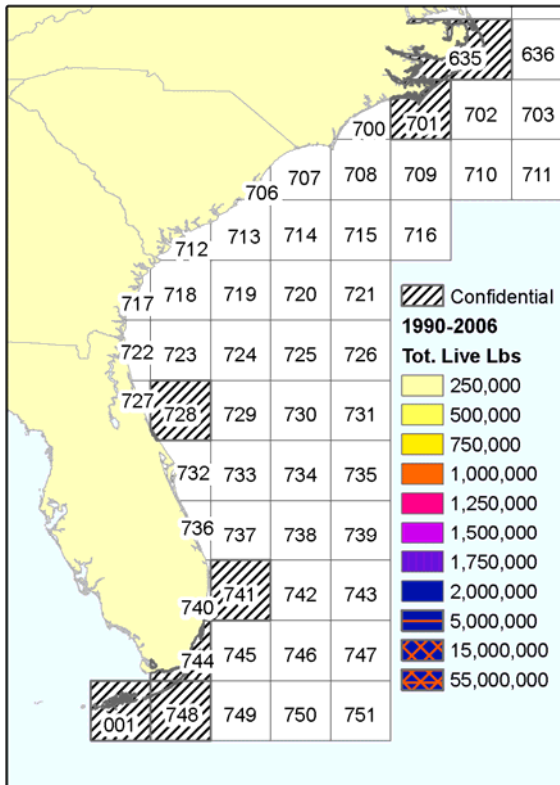 635 636
700 701 702 703
706 707 708 709 710 711
712 713 714 715 716
717 718 719 720 721
722 723 724 725 726
727 728 729 730 731
732 733 734 735
736 737 738 739
740 741 742 743
744 745 746 747
001 748 749 750 751
Confidential
1990-2006
Tot. Live Lbs
250,000
500,000
750,000
1,000,000
1,250,000
1,500,000
1,750,000
2,000,000
5,000,000
15,000,000
55,000,000